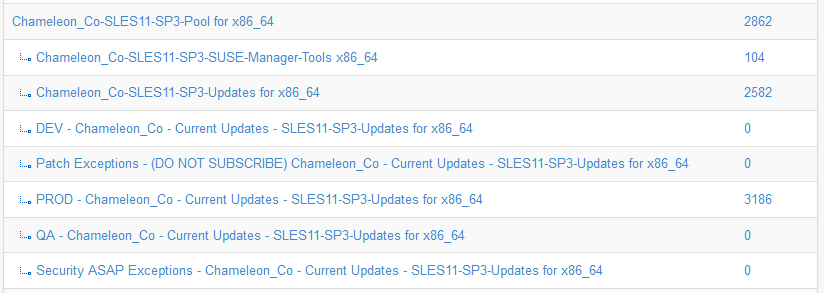 Chameleon_Co-SLES11-SP3-Pool for x86_64 2862
Chameleon_Co-SLES11-SP3-SUSE-Manager-Tools x86_64 104
Chameleon_Co-SLES11-SP3-Updates for x86_64 2582
DEV - Chameleon_Co - Current Updates - SLES11-SP3-Updates for x86_64 0
Patch Exceptions - (DO NOT SUBSCRIBE) Chameleon_Co - Current Updates - SLES11-SP3-Updates for x86_64 0
PROD - Chameleon_Co - Current Updates - SLES11-SP3-Updates for x86_64 3186
QA - Chameleon_Co - Current Updates - SLES11-SP3-Updates for x86_64 0
Security ASAP Exceptions - Chameleon_Co - Current Updates - SLES11-SP3-Updates for x86_64 0